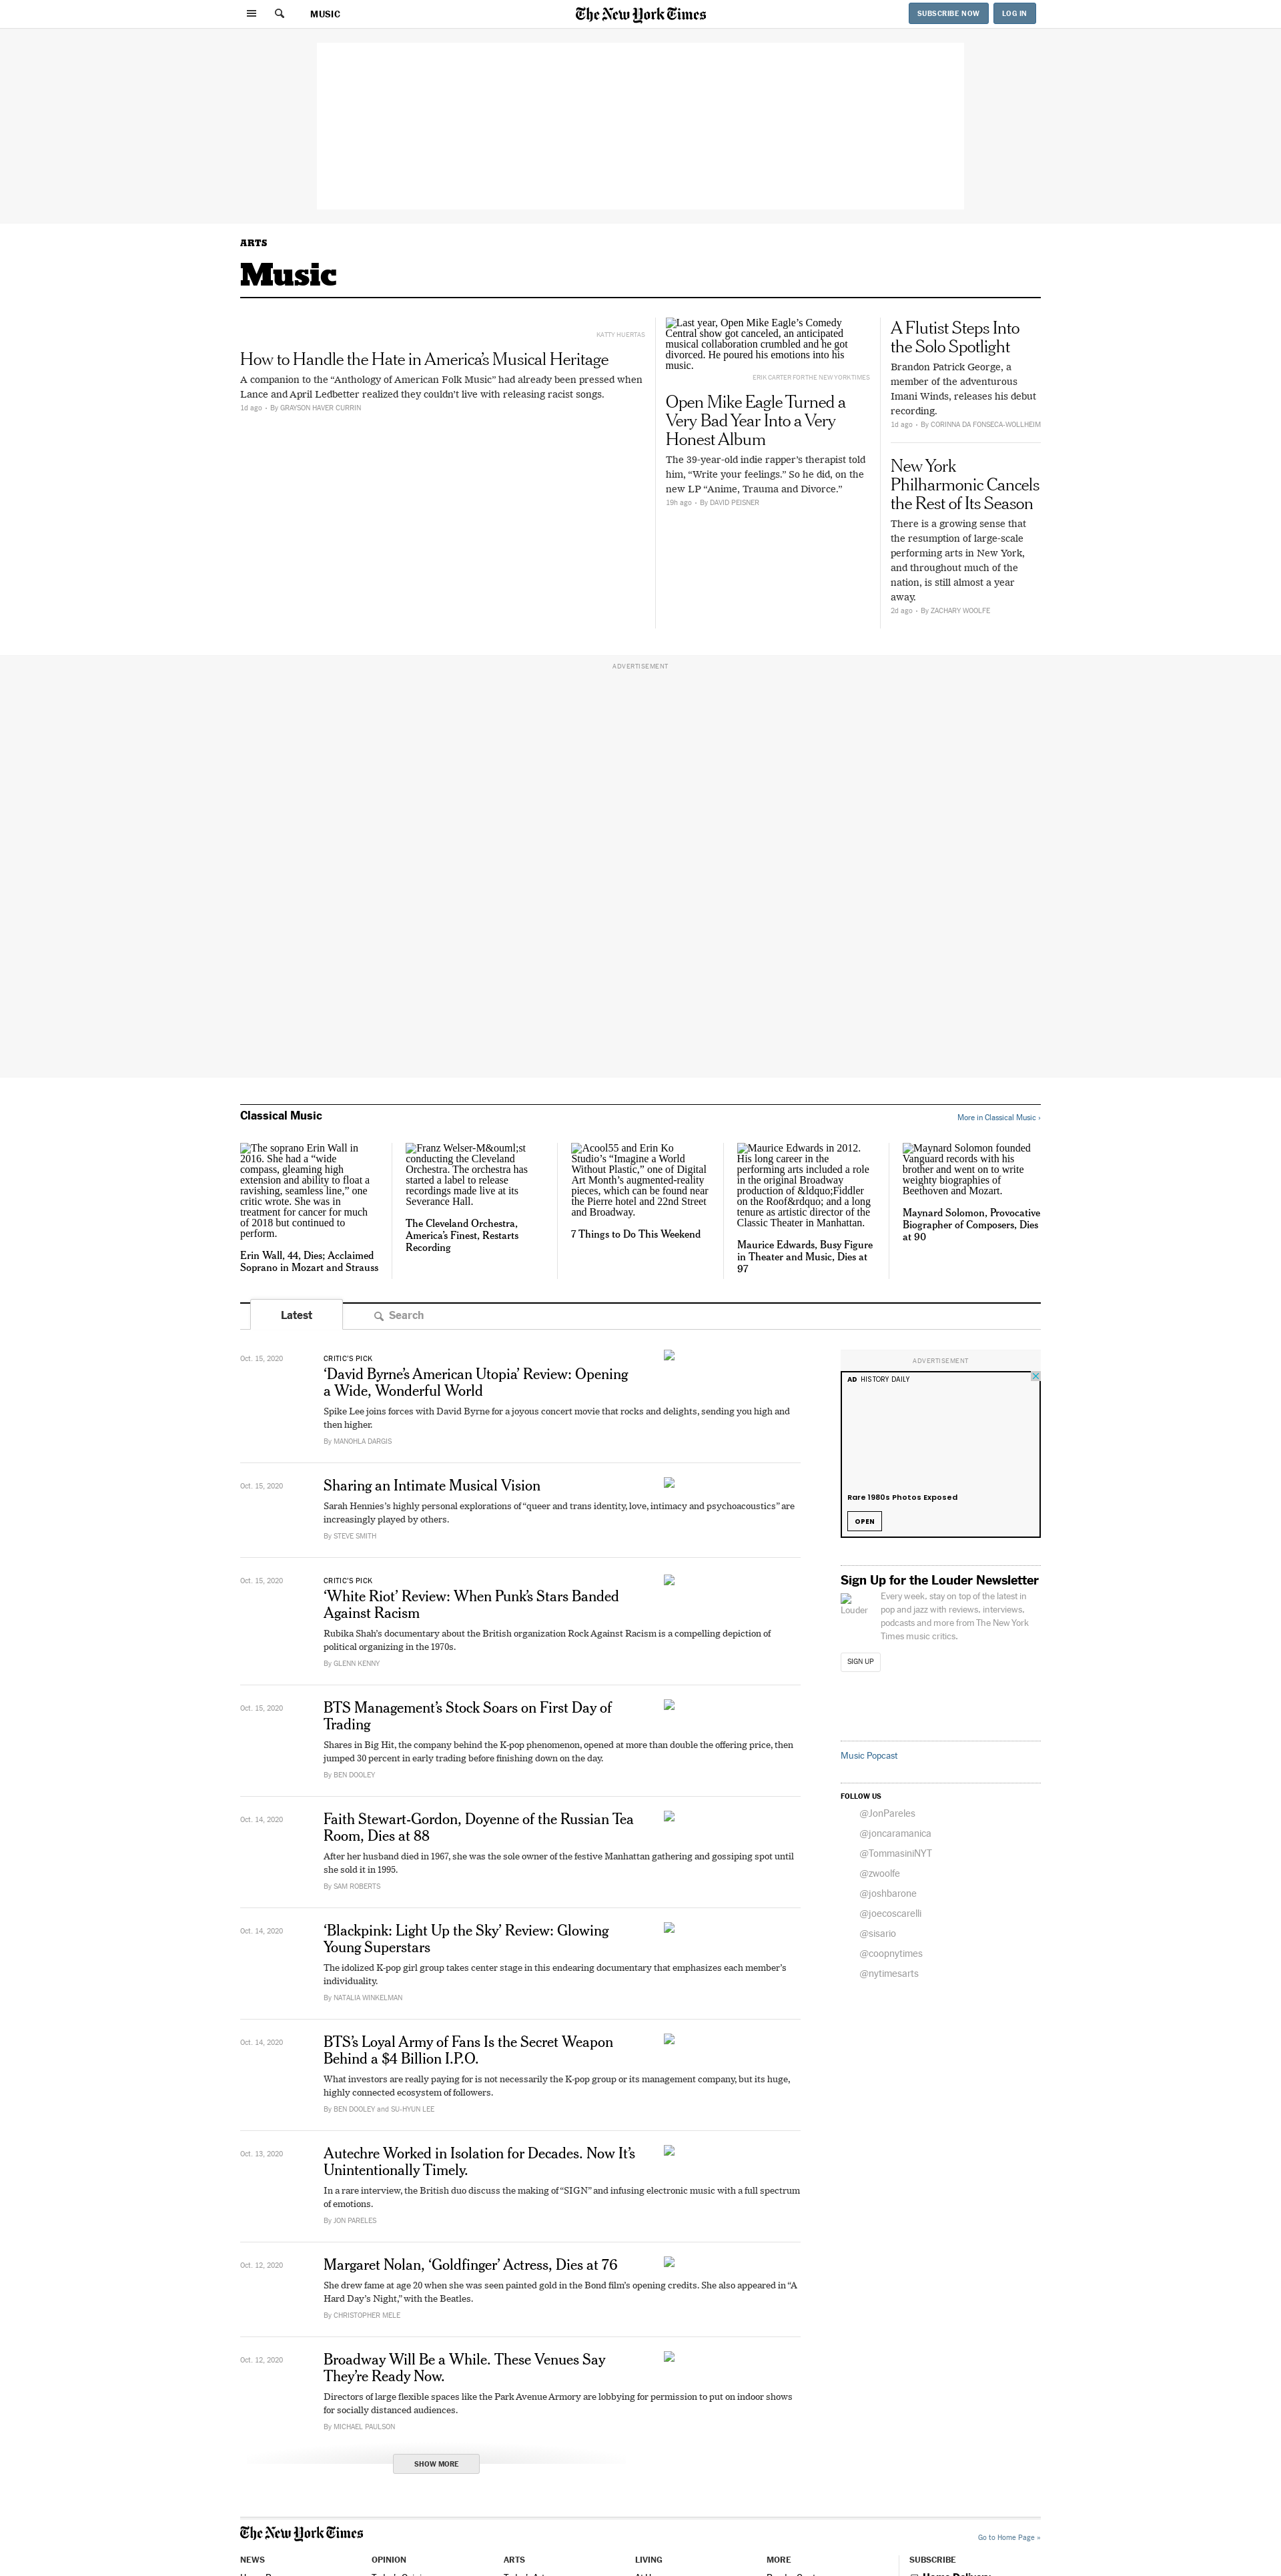 MUSIC
The New York Times
SUBSCRIBE NOW
LOG IN
ARTS
Music
KATTY HUERTAS
How to Handle the Hate in America’s Musical Heritage
A companion to the “Anthology of American Folk Music” had already been pressed when
Lance and April Ledbetter realized they couldn’t live with releasing racist songs.
1d ago • By GRAYSON HAVER CURRIN
Last year, Open Mike Eagle’s Comedy
Central show got canceled, an anticipated
musical collaboration crumbled and he got
divorced. He poured his emotions into his
music.
ERIK CARTER FOR THE NEW YORK TIMES
Open Mike Eagle Turned a
Very Bad Year Into a Very
Honest Album
The 39-year-old indie rapper’s therapist told
him, “Write your feelings.” So he did, on the
new LP “Anime, Trauma and Divorce.”
19h ago • By DAVID PEISNER
A Flutist Steps Into
the Solo Spotlight
Brandon Patrick George, a
member of the adventurous
Imani Winds, releases his debut
recording.
1d ago • By CORINNA DA FONSECA-WOLLHEIM
New York
Philharmonic Cancels
the Rest of Its Season
There is a growing sense that
the resumption of large-scale
performing arts in New York,
and throughout much of the
nation, is still almost a year
away.
2d ago • By ZACHARY WOOLFE
ADVERTISEMENT
Classical Music
More in Classical Music ›
The soprano Erin Wall in
2016. She had a “wide
compass, gleaming high
extension and ability to float a
ravishing, seamless line,” one
critic wrote. She was in
treatment for cancer for much
of 2018 but continued to
perform.
Erin Wall, 44, Dies; Acclaimed
Soprano in Mozart and Strauss
Franz Welser-M&ouml;st
conducting the Cleveland
Orchestra. The orchestra has
started a label to release
recordings made live at its
Severance Hall.
The Cleveland Orchestra,
America’s Finest, Restarts
Recording
Acool55 and Erin Ko
Studio’s “Imagine a World
Without Plastic,” one of Digital
Art Month’s augmented-reality
pieces, which can be found near
the Pierre hotel and 22nd Street
and Broadway.
7 Things to Do This Weekend
Maurice Edwards in 2012.
His long career in the
performing arts included a role
in the original Broadway
production of &ldquo;Fiddler
on the Roof&rdquo; and a long
tenure as artistic director of the
Classic Theater in Manhattan.
Maurice Edwards, Busy Figure
in Theater and Music, Dies at
97
Maynard Solomon founded
Vanguard records with his
brother and went on to write
weighty biographies of
Beethoven and Mozart.
Maynard Solomon, Provocative
Biographer of Composers, Dies
at 90
Latest
Search
Oct. 15, 2020
CRITIC’S PICK
‘David Byrne’s American Utopia’ Review: Opening
a Wide, Wonderful World
Spike Lee joins forces with David Byrne for a joyous concert movie that rocks and delights, sending you high and
then higher.
By MANOHLA DARGIS
Oct. 15, 2020
Sharing an Intimate Musical Vision
Sarah Hennies’s highly personal explorations of “queer and trans identity, love, intimacy and psychoacoustics” are
increasingly played by others.
By STEVE SMITH
Oct. 15, 2020
CRITIC’S PICK
‘White Riot’ Review: When Punk’s Stars Banded
Against Racism
Rubika Shah’s documentary about the British organization Rock Against Racism is a compelling depiction of
political organizing in the 1970s.
By GLENN KENNY
Oct. 15, 2020
BTS Management’s Stock Soars on First Day of
Trading
Shares in Big Hit, the company behind the K-pop phenomenon, opened at more than double the offering price, then
jumped 30 percent in early trading before finishing down on the day.
By BEN DOOLEY
Oct. 14, 2020
Faith Stewart-Gordon, Doyenne of the Russian Tea
Room, Dies at 88
After her husband died in 1967, she was the sole owner of the festive Manhattan gathering and gossiping spot until
she sold it in 1995.
By SAM ROBERTS
Oct. 14, 2020
‘Blackpink: Light Up the Sky’ Review: Glowing
Young Superstars
The idolized K-pop girl group takes center stage in this endearing documentary that emphasizes each member’s
individuality.
By NATALIA WINKELMAN
Oct. 14, 2020
BTS’s Loyal Army of Fans Is the Secret Weapon
Behind a $4 Billion I.P.O.
What investors are really paying for is not necessarily the K-pop group or its management company, but its huge,
highly connected ecosystem of followers.
By BEN DOOLEY and SU-HYUN LEE
Oct. 13, 2020
Autechre Worked in Isolation for Decades. Now It’s
Unintentionally Timely.
In a rare interview, the British duo discuss the making of “SIGN” and infusing electronic music with a full spectrum
of emotions.
By JON PARELES
Oct. 12, 2020
Margaret Nolan, ‘Goldfinger’ Actress, Dies at 76
She drew fame at age 20 when she was seen painted gold in the Bond film’s opening credits. She also appeared in “A
Hard Day’s Night,” with the Beatles.
By CHRISTOPHER MELE
Oct. 12, 2020
Broadway Will Be a While. These Venues Say
They’re Ready Now.
Directors of large flexible spaces like the Park Avenue Armory are lobbying for permission to put on indoor shows
for socially distanced audiences.
By MICHAEL PAULSON
SHOW MORE
ADVERTISEMENT
AD HISTORY DAILY
Rare 1980s Photos Exposed
OPEN
Sign Up for the Louder Newsletter
Louder
Every week, stay on top of the latest in
pop and jazz with reviews, interviews,
podcasts and more from The New York
Times music critics.
SIGN UP
Music Popcast
FOLLOW US
@JonPareles
@joncaramanica
@TommasiniNYT
@zwoolfe
@joshbarone
@joecoscarelli
@sisario
@coopnytimes
@nytimesarts
The New York Times
Go to Home Page »
NEWS
OPINION
ARTS
LIVING
MORE
SUBSCRIBE